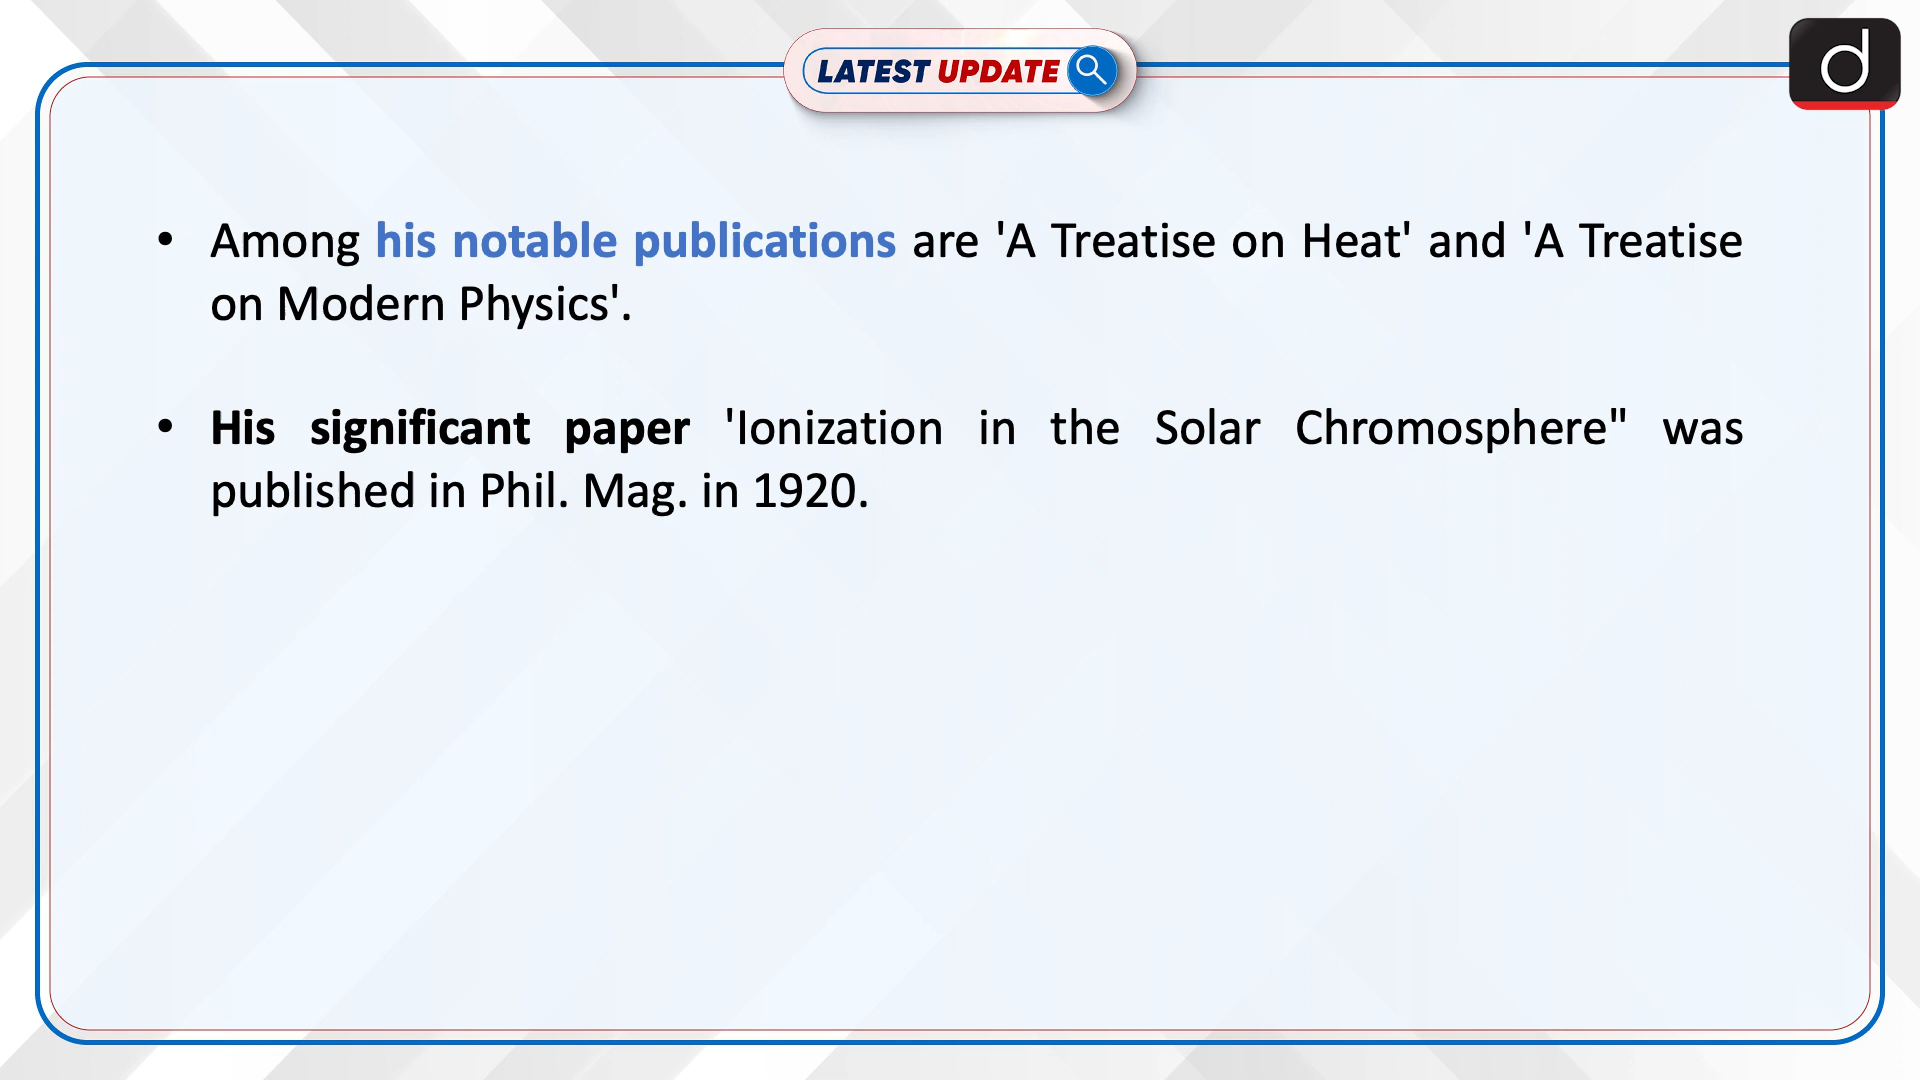 LATEST UPDATE
d
• Among his notable publications are 'A Treatise on Heat' and 'A Treatise
on Modern Physics'.
• His significant paper 'Ionization in the Solar Chromosphere" was
published in Phil. Mag. in 1920.